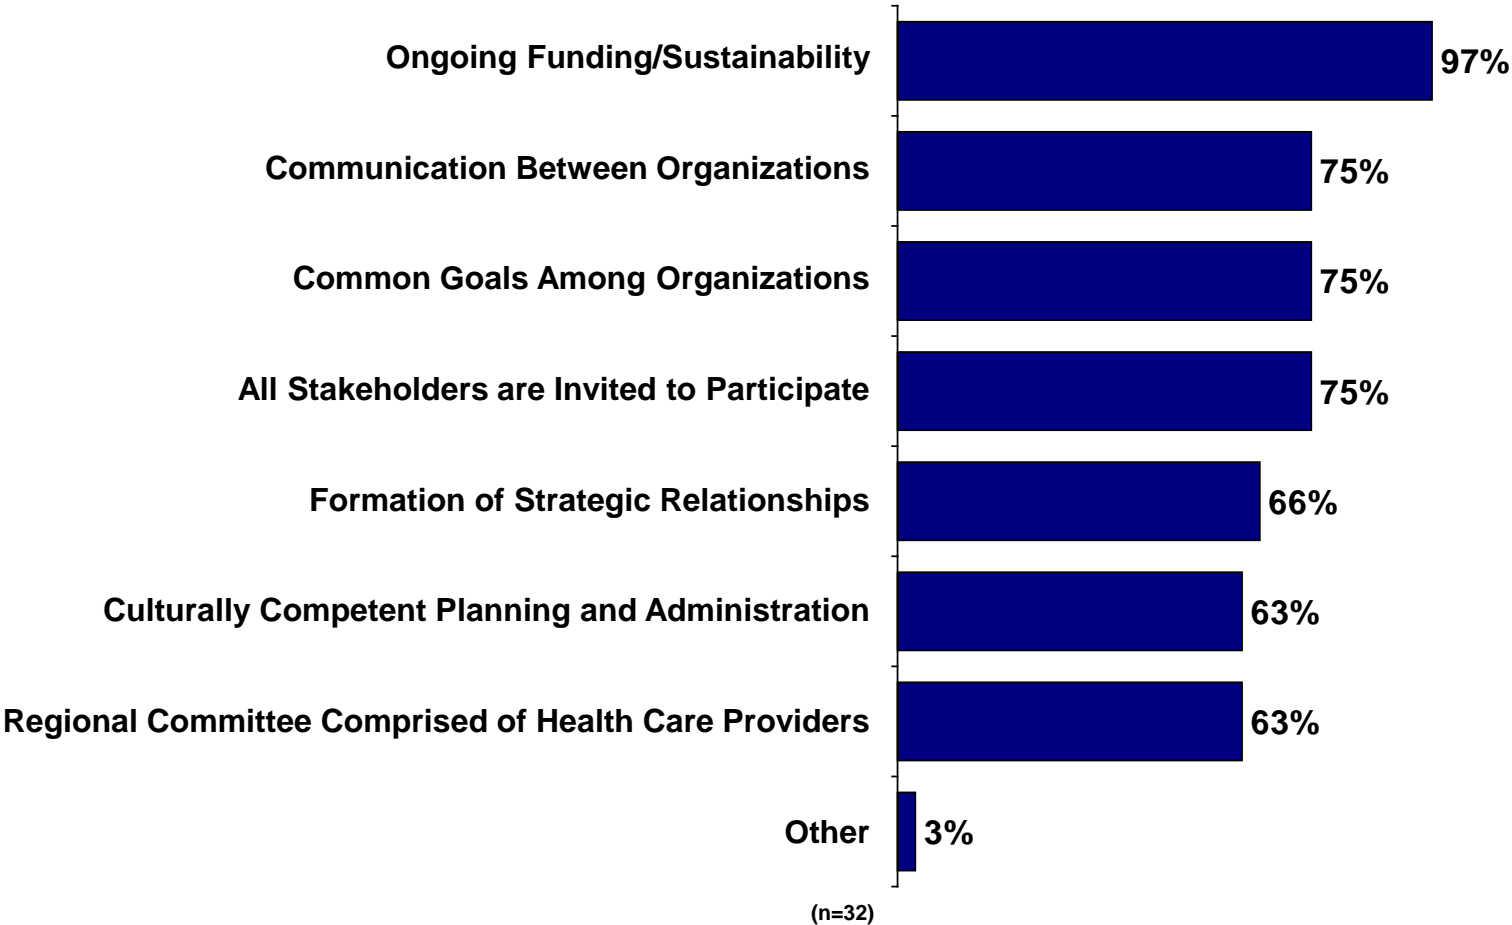 Ongoing Funding/Sustainability 97%
Communication Between Organizations 75%
Common Goals Among Organizations 75%
All Stakeholders are Invited to Participate 75%
Formation of Strategic Relationships 66%
Culturally Competent Planning and Administration 63%
Regional Committee Comprised of Health Care Providers 63%
Other 3%
(n=32)